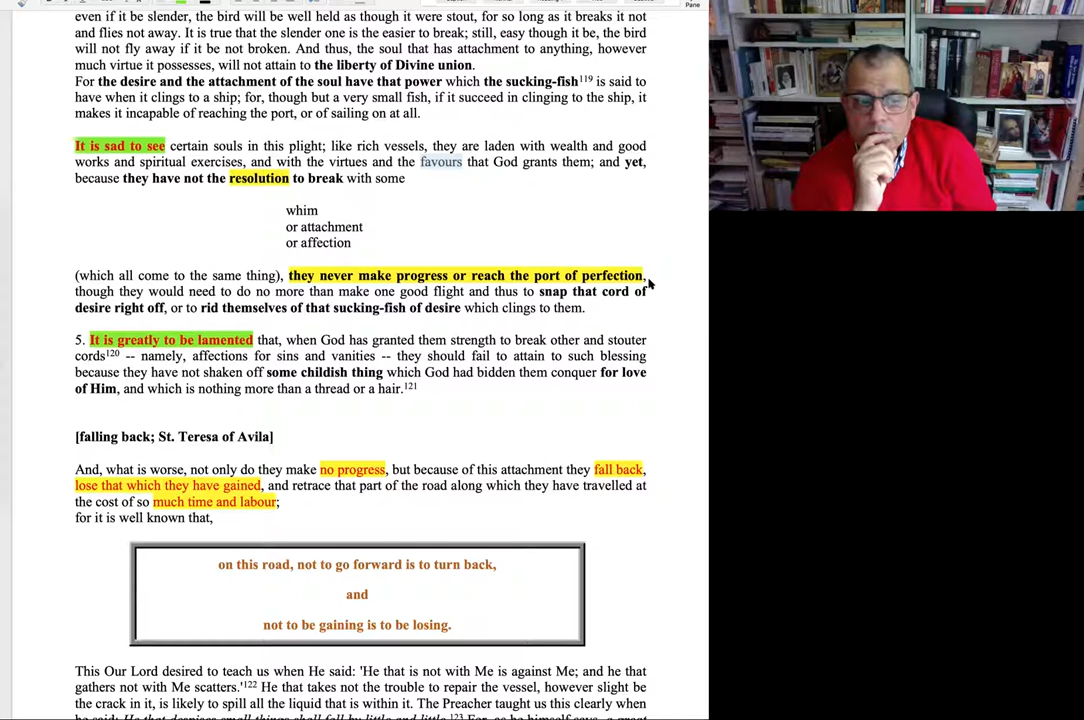 Pane
even if it be slender, the bird will be well held as though it were stout, for so long as it breaks it not
and flies not away. It is true that the slender one is the easier to break; still, easy though it be, the bird
will not fly away if it be not broken. And thus, the soul that has attachment to anything, however
much virtue it possesses, will not attain to the liberty of Divine union.
For the desire and the attachment of the soul have that power which the sucking-fish119 is said to
have when it clings to a ship; for, though but a very small fish, if it succeed in clinging to the ship, it
makes it incapable of reaching the port, or of sailing on at all.
It is sad to see certain souls in this plight; like rich vessels, they are laden with wealth and good
works and spiritual exercises, and with the virtues and the favours that God grants them; and yet,
because they have not the resolution to break with some
whim
or attachment
or affection
(which all come to the same thing), they never make progress or reach the port of perfection,
though they would need to do no more than make one good flight and thus to snap that cord of
desire right off, or to rid themselves of that sucking-fish of desire which clings to them.
5. It is greatly to be lamented that, when God has granted them strength to break other and stouter
cords120 -- namely, affections for sins and vanities -- they should fail to attain to such blessing
because they have not shaken off some childish thing which God had bidden them conquer for love
of Him, and which is nothing more than a thread or a hair.121
[falling back; St. Teresa of Avila]
And, what is worse, not only do they make no progress, but because of this attachment they fall back,
lose that which they have gained, and retrace that part of the road along which they have travelled at
the cost of so much time and labour;
for it is well known that,
on this road, not to go forward is to turn back,
and
not to be gaining is to be losing.
This Our Lord desired to teach us when He said: 'He that is not with Me is against Me; and he that
gathers not with Me scatters.'122 He that takes not the trouble to repair the vessel, however slight be
the crack in it, is likely to spill all the liquid that is within it. The Preacher taught us this clearly when
he said: He that despises small things shall fall by little and little.123 For, as he himself says, a great